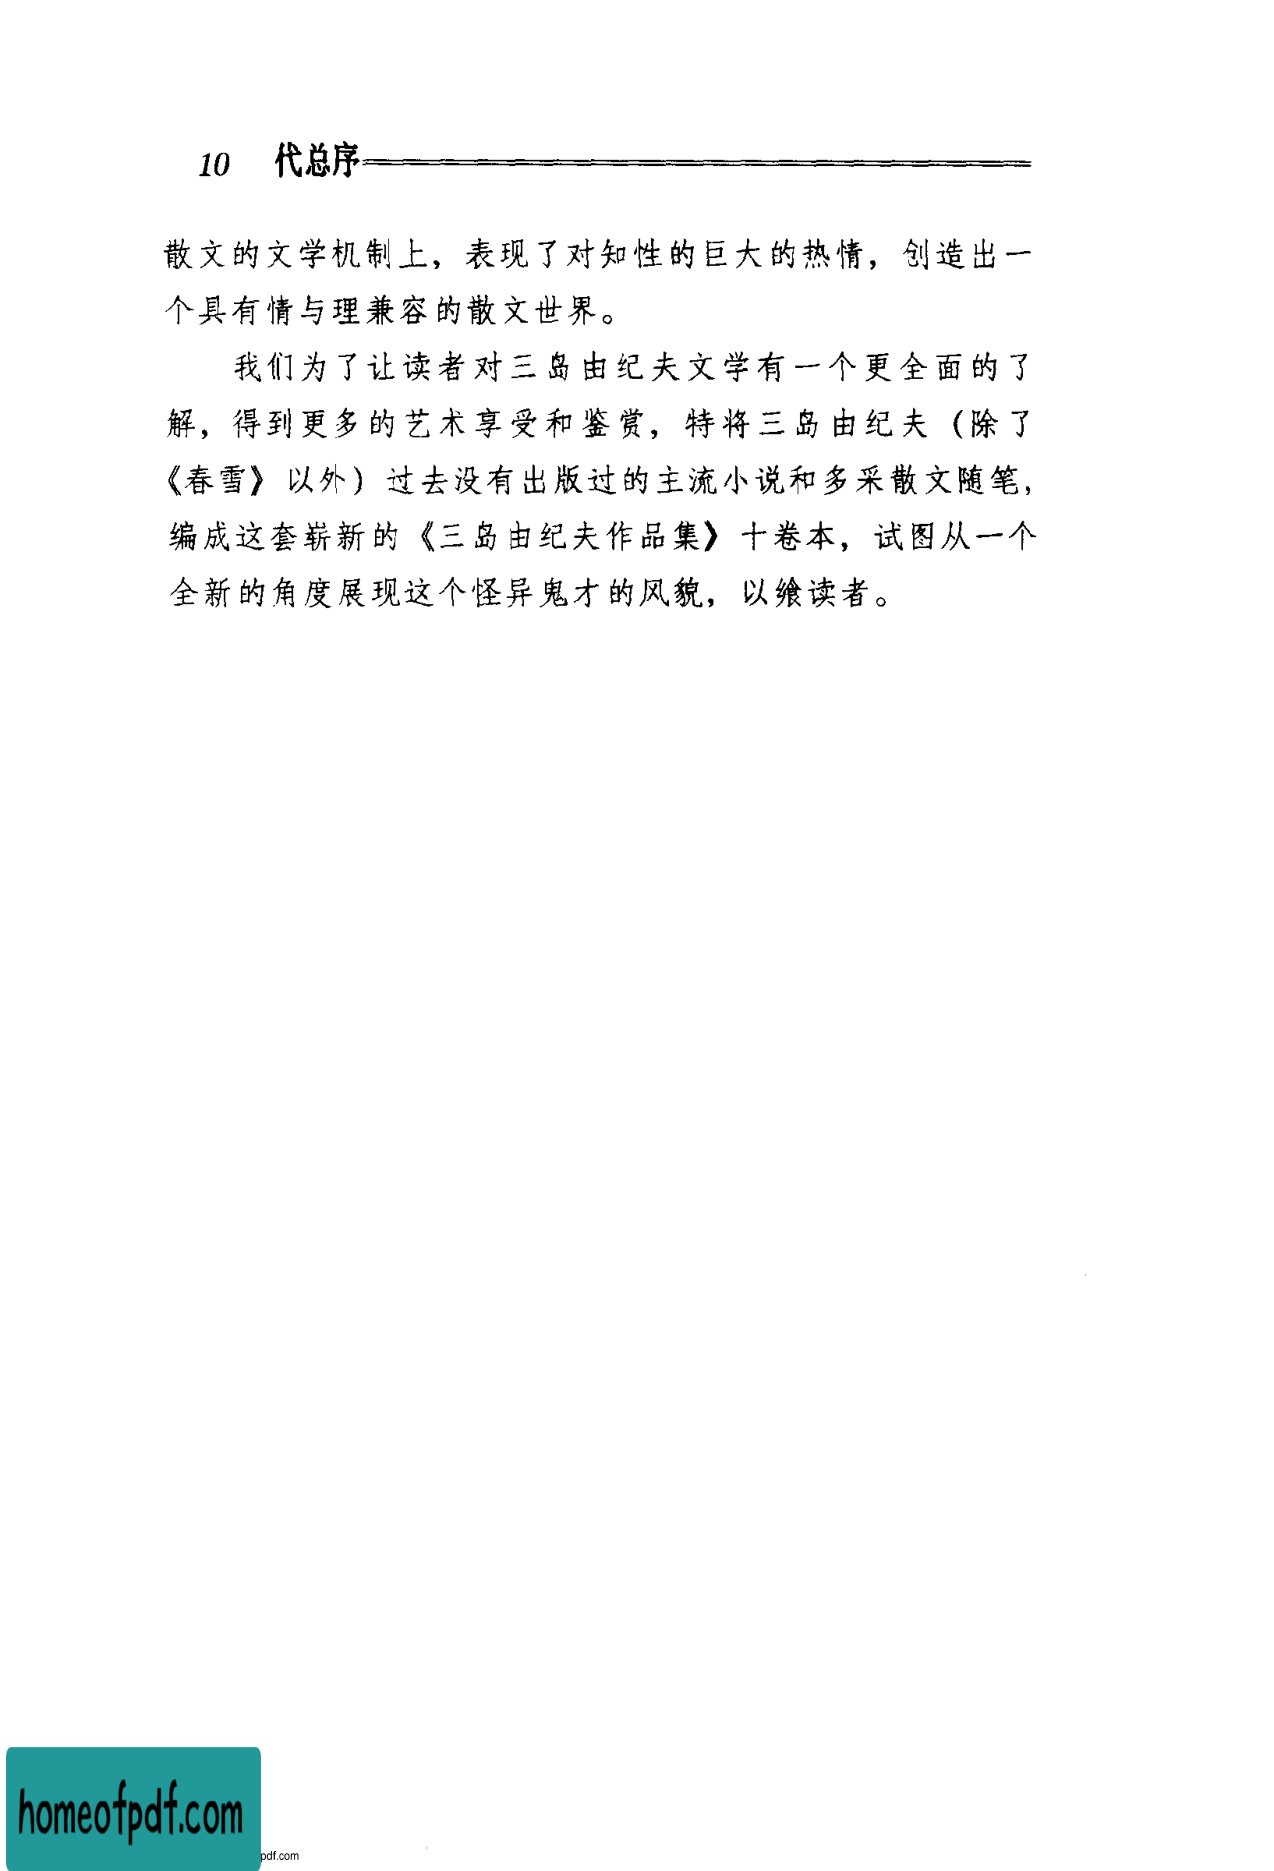 10 代总序
散文的文学机制上，表现了对知性的巨大的热情，创造出一
个具有情与理兼容的散文世界。
我们为了让读者对三岛由纪夫文学有一个更全面的了
解，得到更多的艺术享受和鉴赏，特将三岛由纪夫（除了
《春雪》以外）过去没有出版过的主流小说和多采散文随笔，
编成这套崭新的《三岛由纪夫作品集》十卷本，试图从一个
全新的角度展现这个怪异鬼才的风貌，以飨读者。
homeofpdf.com
pdf.com